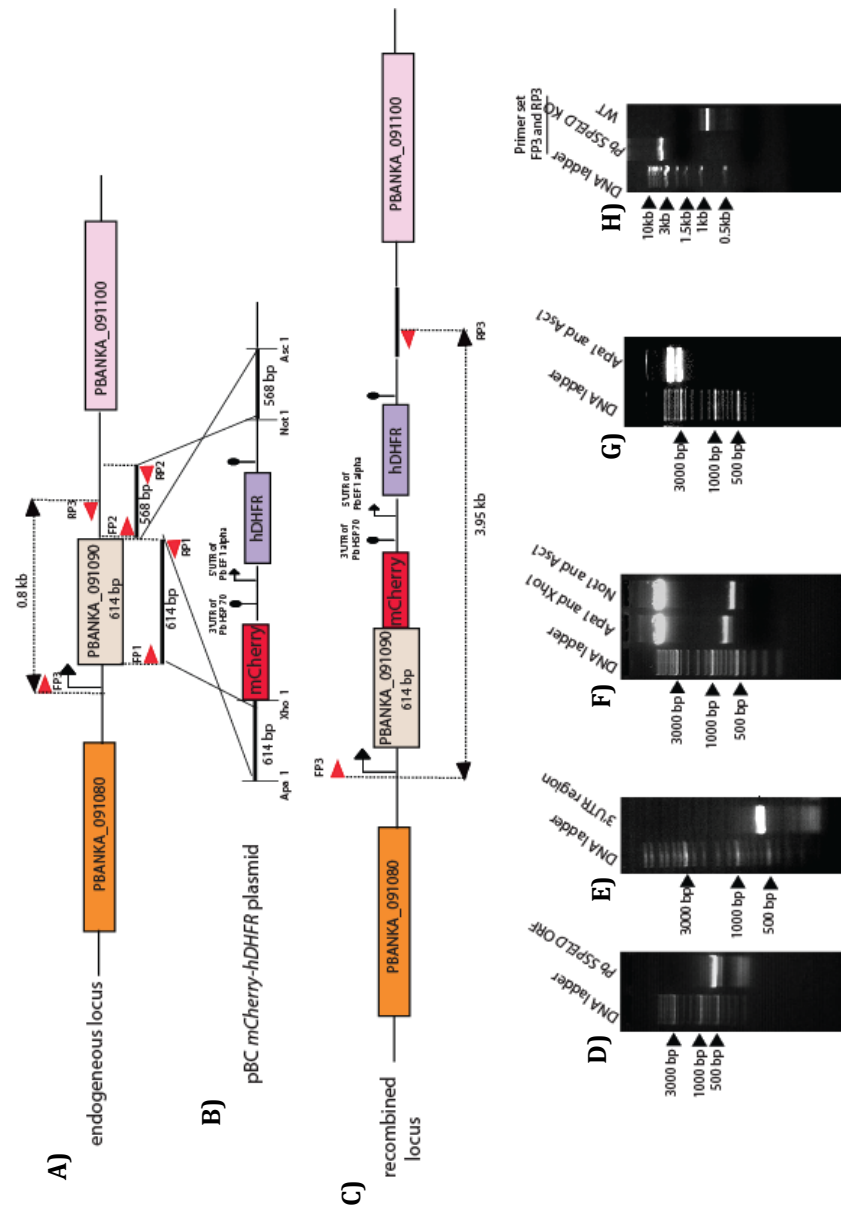 A)
0.8 kb
FP3
RP3
PBANKA_091080
PBANKA_091090
614 bp
PBANKA_091100
endogeneous locus
FP1
FP2
568 bp
RP2
614 bp
RP1
B)
3'UTR of
Pb HSP 70
5'UTR of
Pb EF1 alpha
mCherry
hDHFR
614 bp
568 bp
Apa 1
Xho 1
Not 1
Asc 1
pBC mCherry-hDHFR plasmid
C)
FP3
3'UTR of
Pb HSP 70
5'UTR of
Pb EF1 alpha
PBANKA_091080
PBANKA_091090
614 bp
mCherry
hDHFR
PBANKA_091100
RP3
recombined
locus
3.95 kb
D)
DNA ladder
Pb SSPELD ORF
3000 bp
1000 bp
500 bp
E)
DNA ladder
3'UTR region
3000 bp
1000 bp
500 bp
F)
DNA ladder
Apa1 and Xho1
Not1 and Asc1
3000 bp
1000 bp
500 bp
G)
DNA ladder
Apa1 and Asc1
3000 bp
1000 bp
500 bp
H)
Primer set
FP3 and RP3
DNA ladder
Pb SSPELD KO
WT
10kb
3kb
1.5kb
1kb
0.5kb